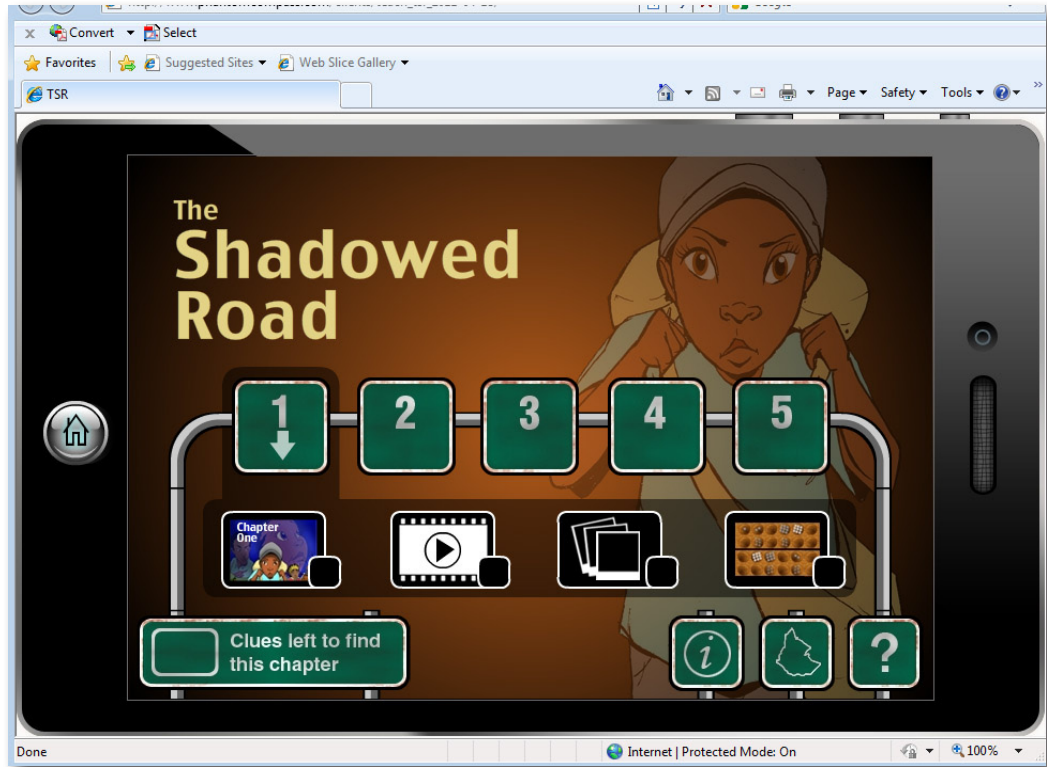 Convert Select
Favorites Suggested Sites Web Slice Gallery
TSR Page Safety Tools
The
Shadowed
Road
1 2 3 4 5
Chapter
One
Clues left to find
this chapter
i ?
Done Internet | Protected Mode: On 100%